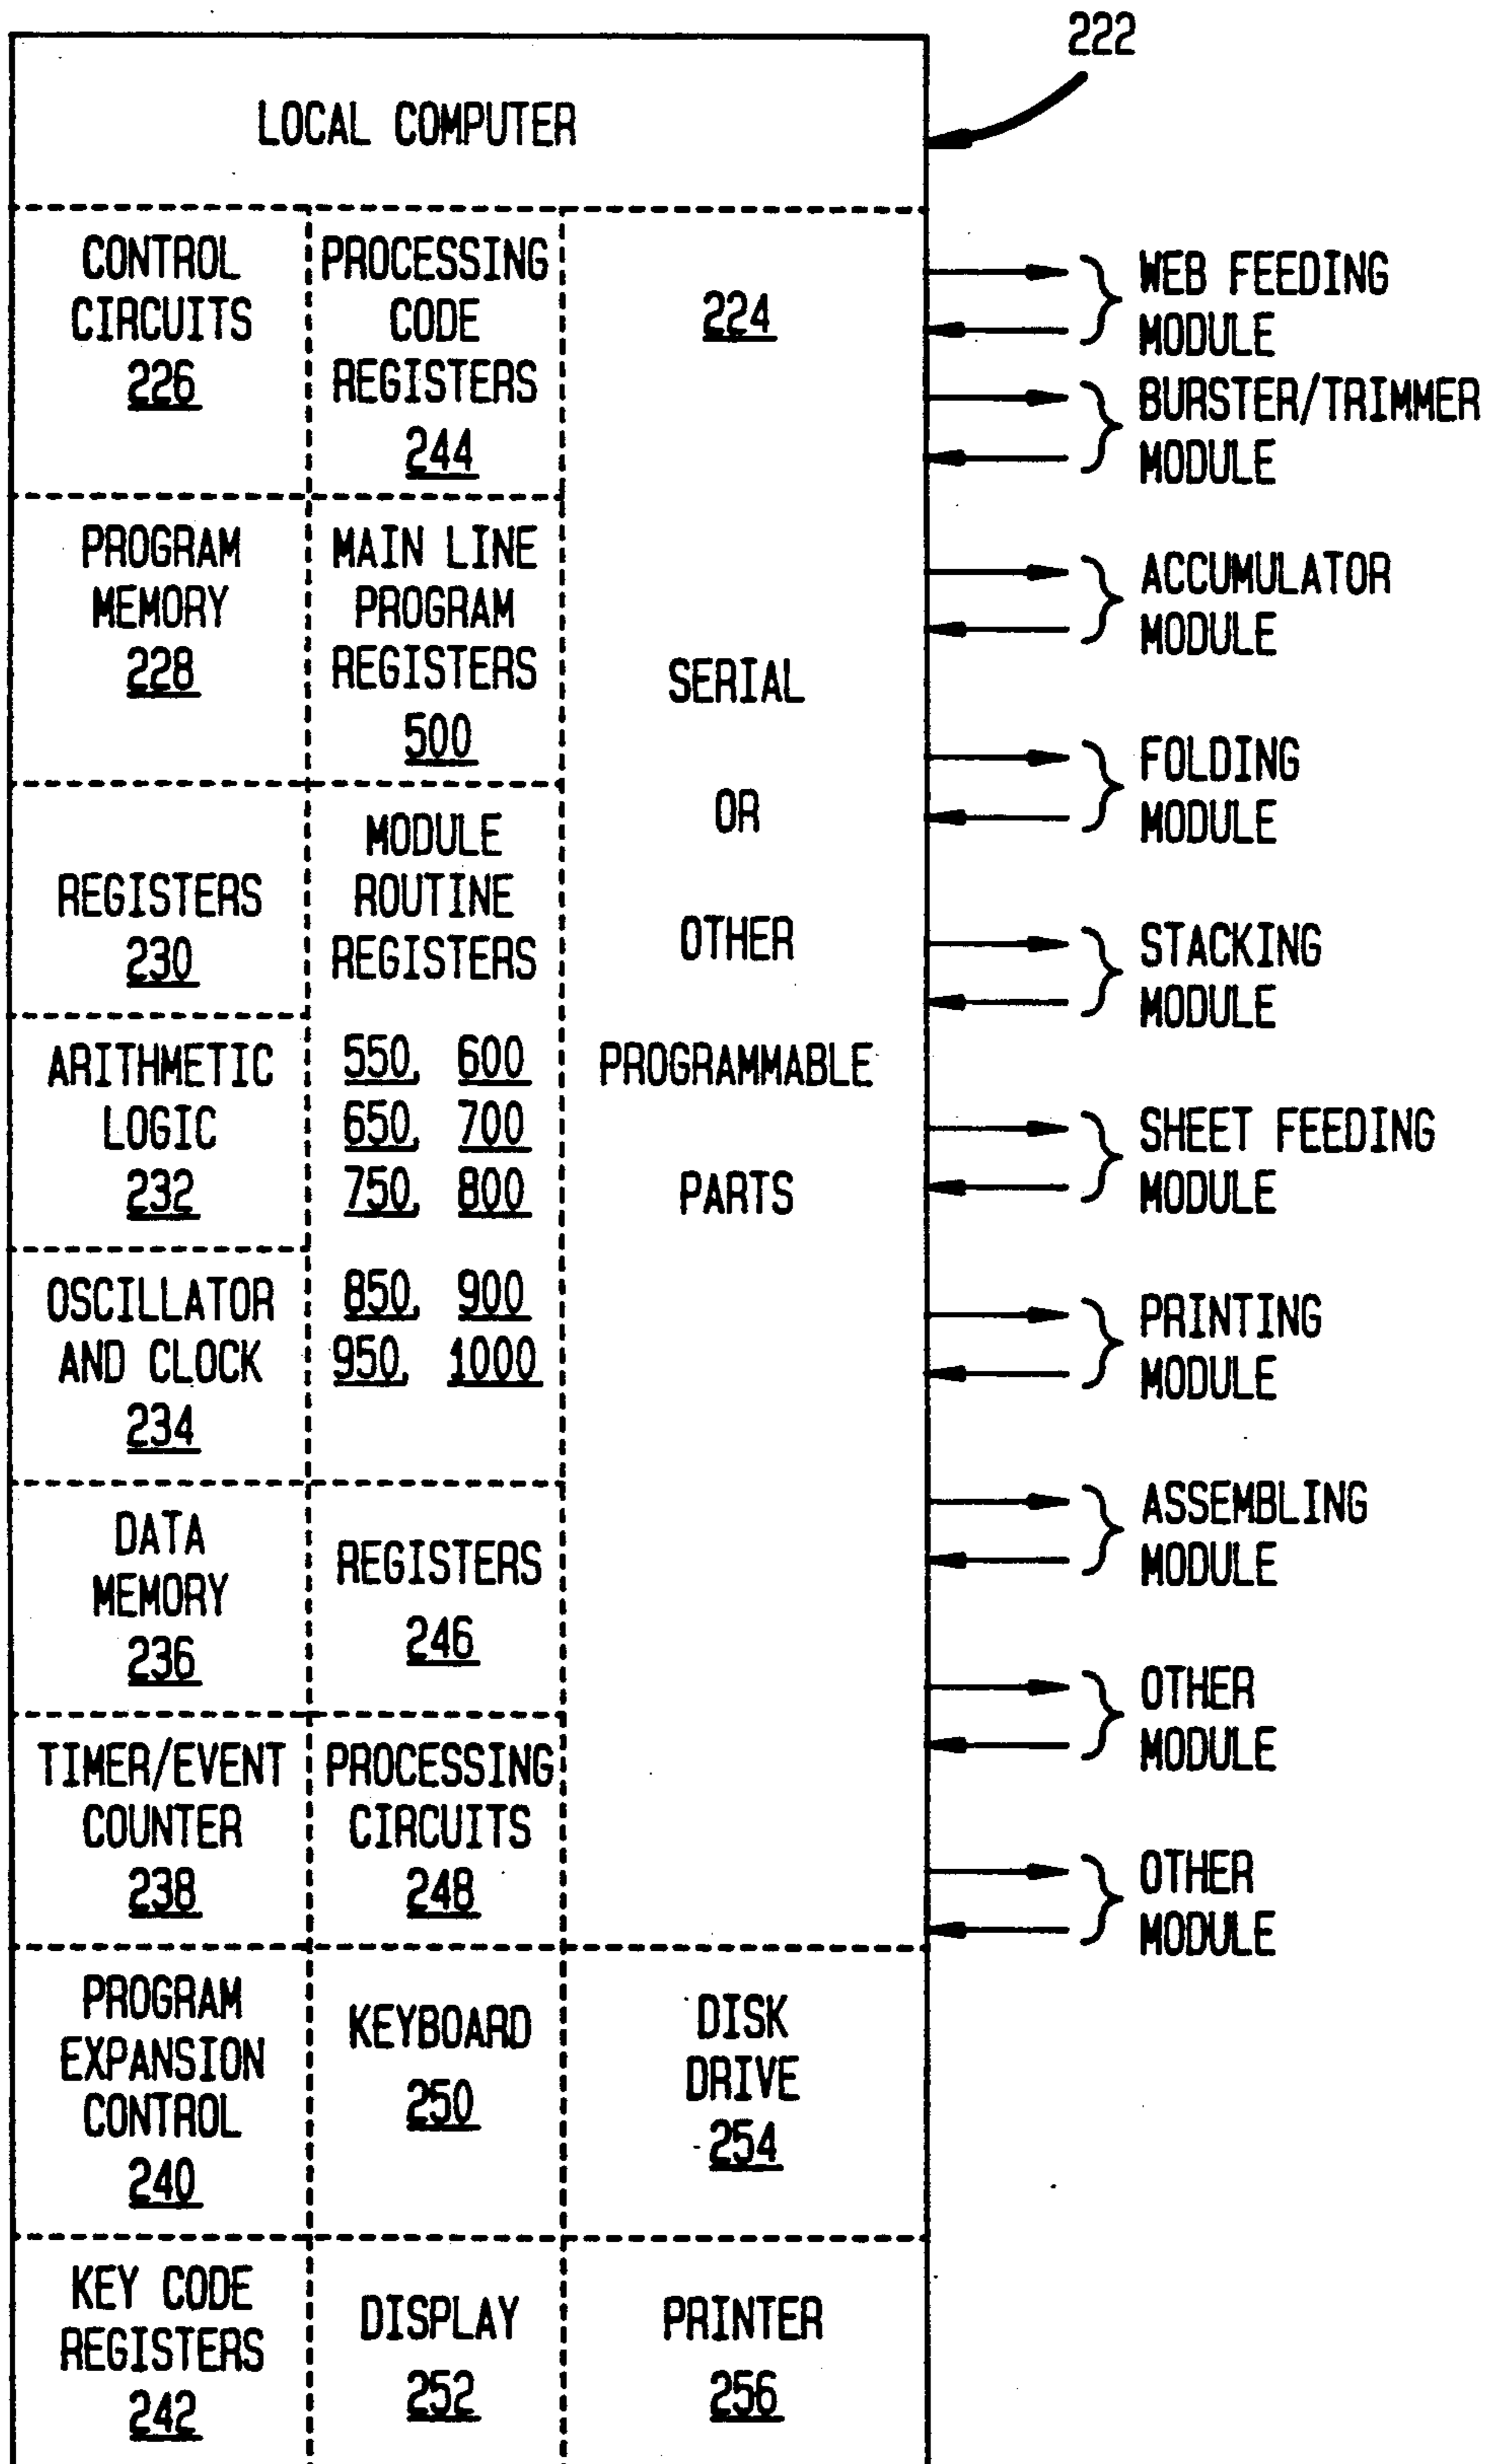 222
LOCAL COMPUTER
CONTROL
CIRCUITS
226
PROCESSING
CODE
REGISTERS
244
224
SERIAL
OR
OTHER
PROGRAMMABLE
PARTS
PROGRAM
MEMORY
228
MAIN LINE
PROGRAM
REGISTERS
500
REGISTERS
230
MODULE
ROUTINE
REGISTERS
550, 600
650, 700
750, 800
850, 900
950, 1000
ARITHMETIC
LOGIC
232
OSCILLATOR
AND CLOCK
234
DATA
MEMORY
236
REGISTERS
246
TIMER/EVENT
COUNTER
238
PROCESSING
CIRCUITS
248
PROGRAM
EXPANSION
CONTROL
240
KEYBOARD
250
DISK
DRIVE
254
KEY CODE
REGISTERS
242
DISPLAY
252
PRINTER
256
WEB FEEDING
MODULE
BURSTER/TRIMMER
MODULE
ACCUMULATOR
MODULE
FOLDING
MODULE
STACKING
MODULE
SHEET FEEDING
MODULE
PRINTING
MODULE
ASSEMBLING
MODULE
OTHER
MODULE
OTHER
MODULE